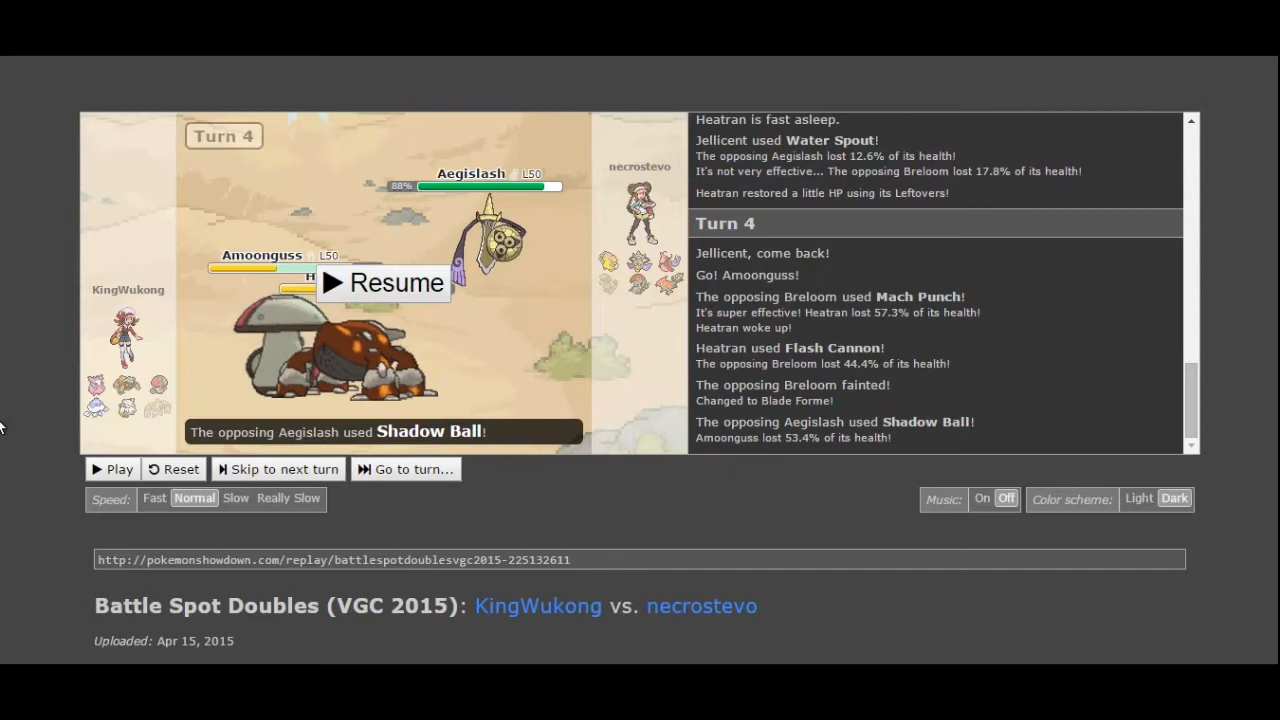 Turn 4
Aegislash L50
88%
Amoonguss L50
H
Resume
KingWukong
necrostevo
The opposing Aegislash used Shadow Ball!
Heatran is fast asleep.
Jellicent used Water Spout!
The opposing Aegislash lost 12.6% of its health!
It's not very effective... The opposing Breloom lost 17.8% of its health!
Heatran restored a little HP using its Leftovers!
Turn 4
Jellicent, come back!
Go! Amoonguss!
The opposing Breloom used Mach Punch!
It's super effective! Heatran lost 57.3% of its health!
Heatran woke up!
Heatran used Flash Cannon!
The opposing Breloom lost 44.4% of its health!
The opposing Breloom fainted!
Changed to Blade Forme!
The opposing Aegislash used Shadow Ball!
Amoonguss lost 53.4% of its health!
Play Reset Skip to next turn Go to turn...
Speed: Fast Normal Slow Really Slow
Music: On Off Color scheme: Light Dark
http://pokemonshowdown.com/replay/battlespotdoublesvgc2015-225132611
Battle Spot Doubles (VGC 2015): KingWukong vs. necrostevo
Uploaded: Apr 15, 2015